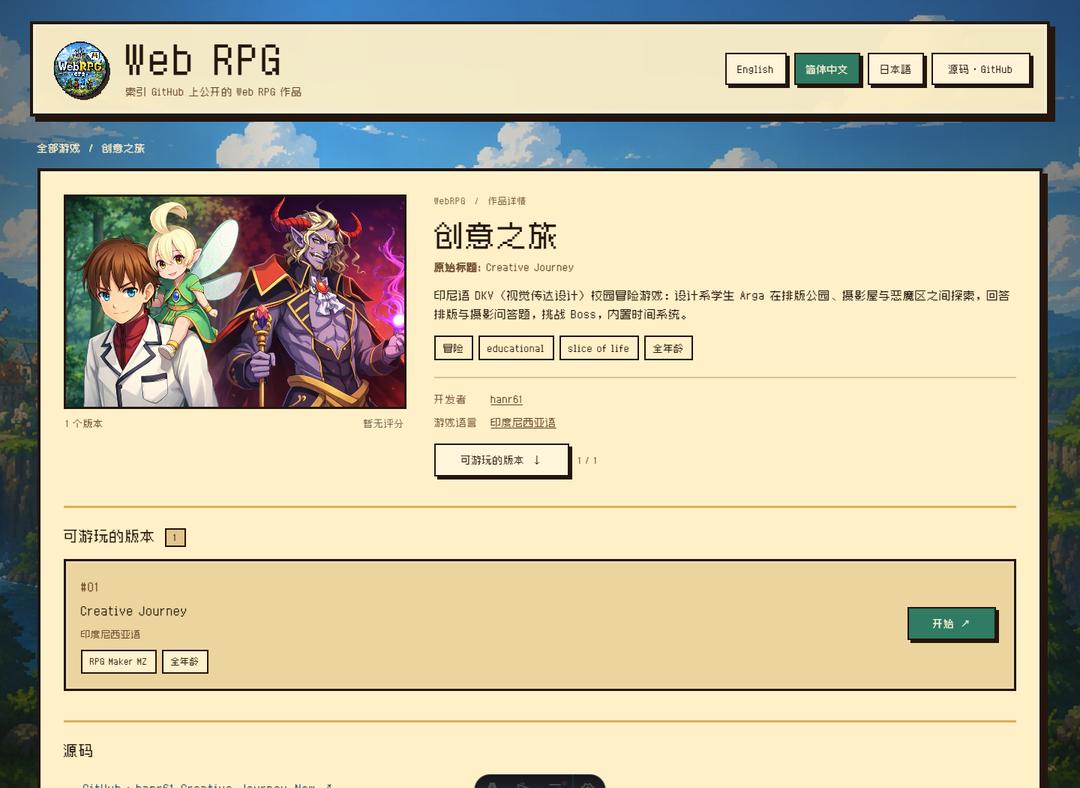 WebRPG
Web RPG
索引 GitHub 上公开的 Web RPG 作品
English
简体中文
日本語
源码 · GitHub
全部游戏 / 创意之旅
WebRPG / 作品详情
创意之旅
原始标题: Creative Journey
印尼语 DKV（视觉传达设计）校园冒险游戏：设计系学生 Arga 在排版公园、摄影屋与恶魔区之间探索，回答
排版与摄影问答题，挑战 Boss，内置时间系统。
冒险
educational
slice of life
全年龄
1 个版本
暂无评分
开发者 hanr61
游戏语言 印度尼西亚语
可游玩的版本 ↓
1 / 1
可游玩的版本 1
#01
Creative Journey
印度尼西亚语
RPG Maker MZ
全年龄
开始 ↗
源码